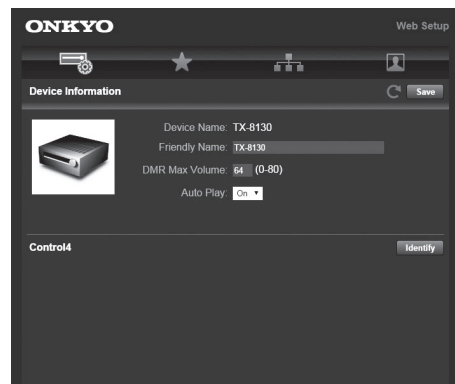 ONKYO Web Setup
Device Information Save
Device Name: TX-8130
Friendly Name: TX-8130
DMR Max Volume: 64 (0-80)
Auto Play: On
Control4 Identify